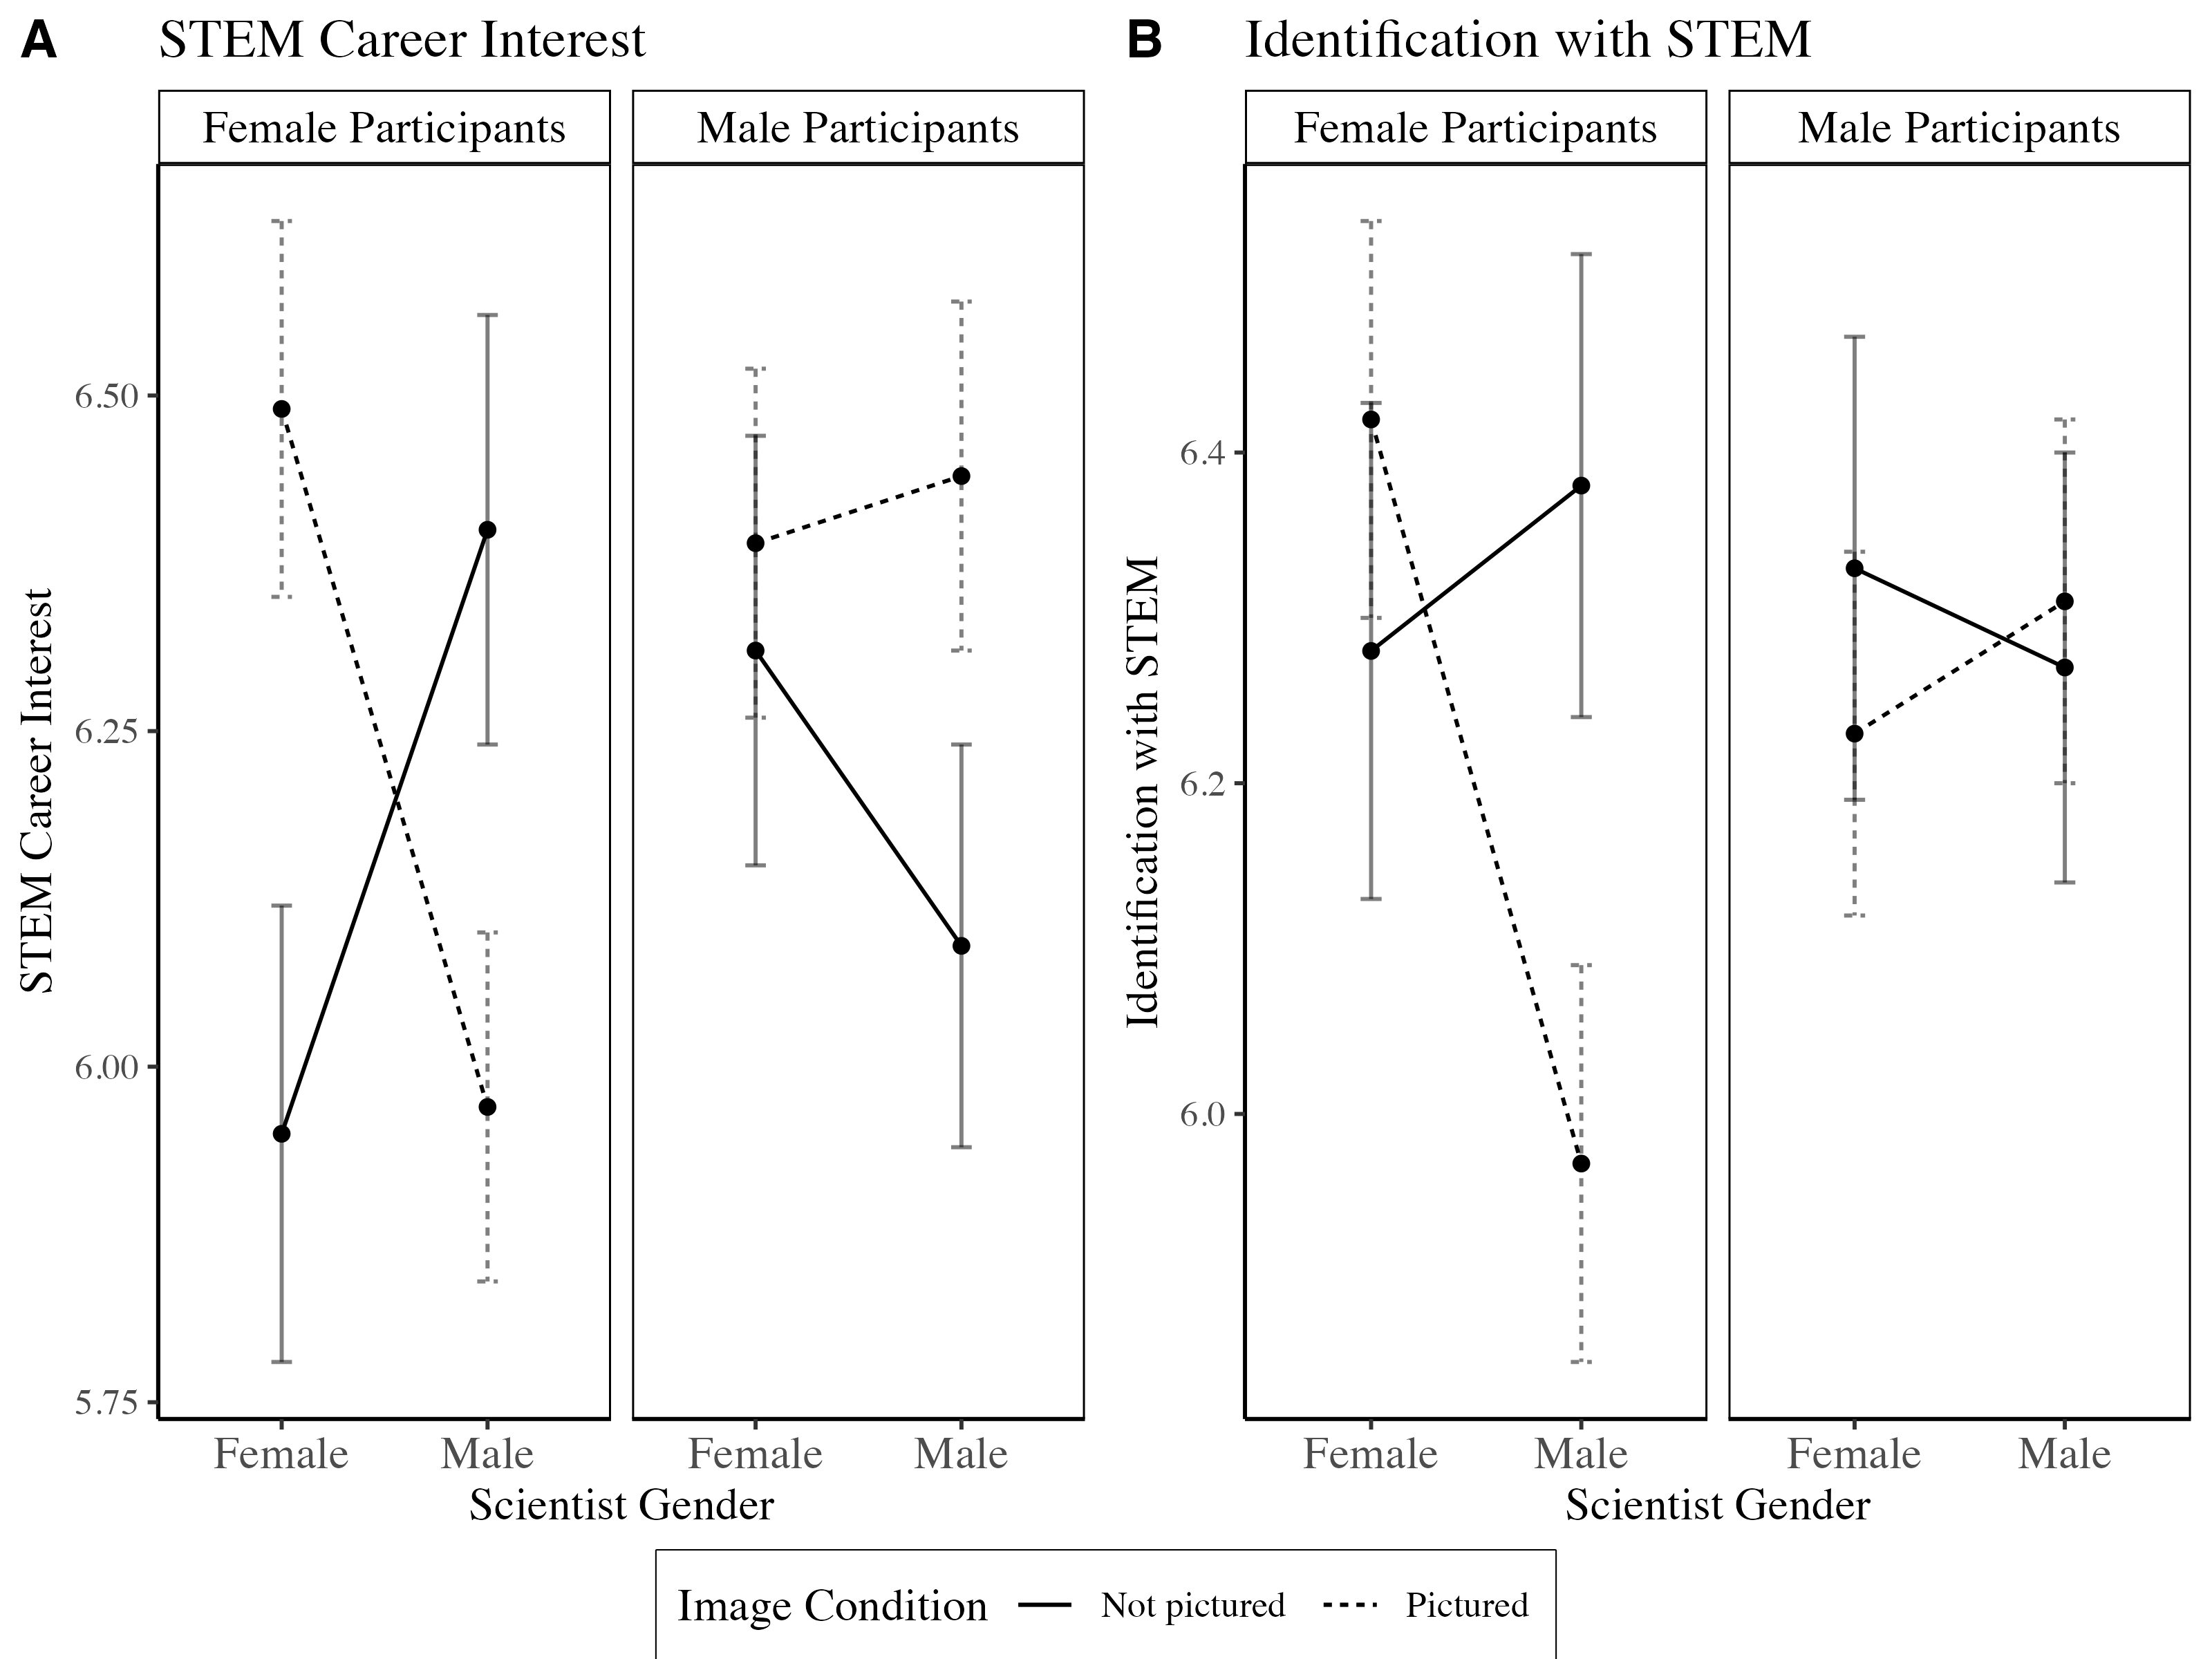 A STEM Career Interest
Female Participants Male Participants
STEM Career Interest
6.50
6.25
6.00
5.75
Female Male Female Male
Scientist Gender
B Identification with STEM
Female Participants Male Participants
Identification with STEM
6.4
6.2
6.0
Female Male Female Male
Scientist Gender
Image Condition Not pictured Pictured